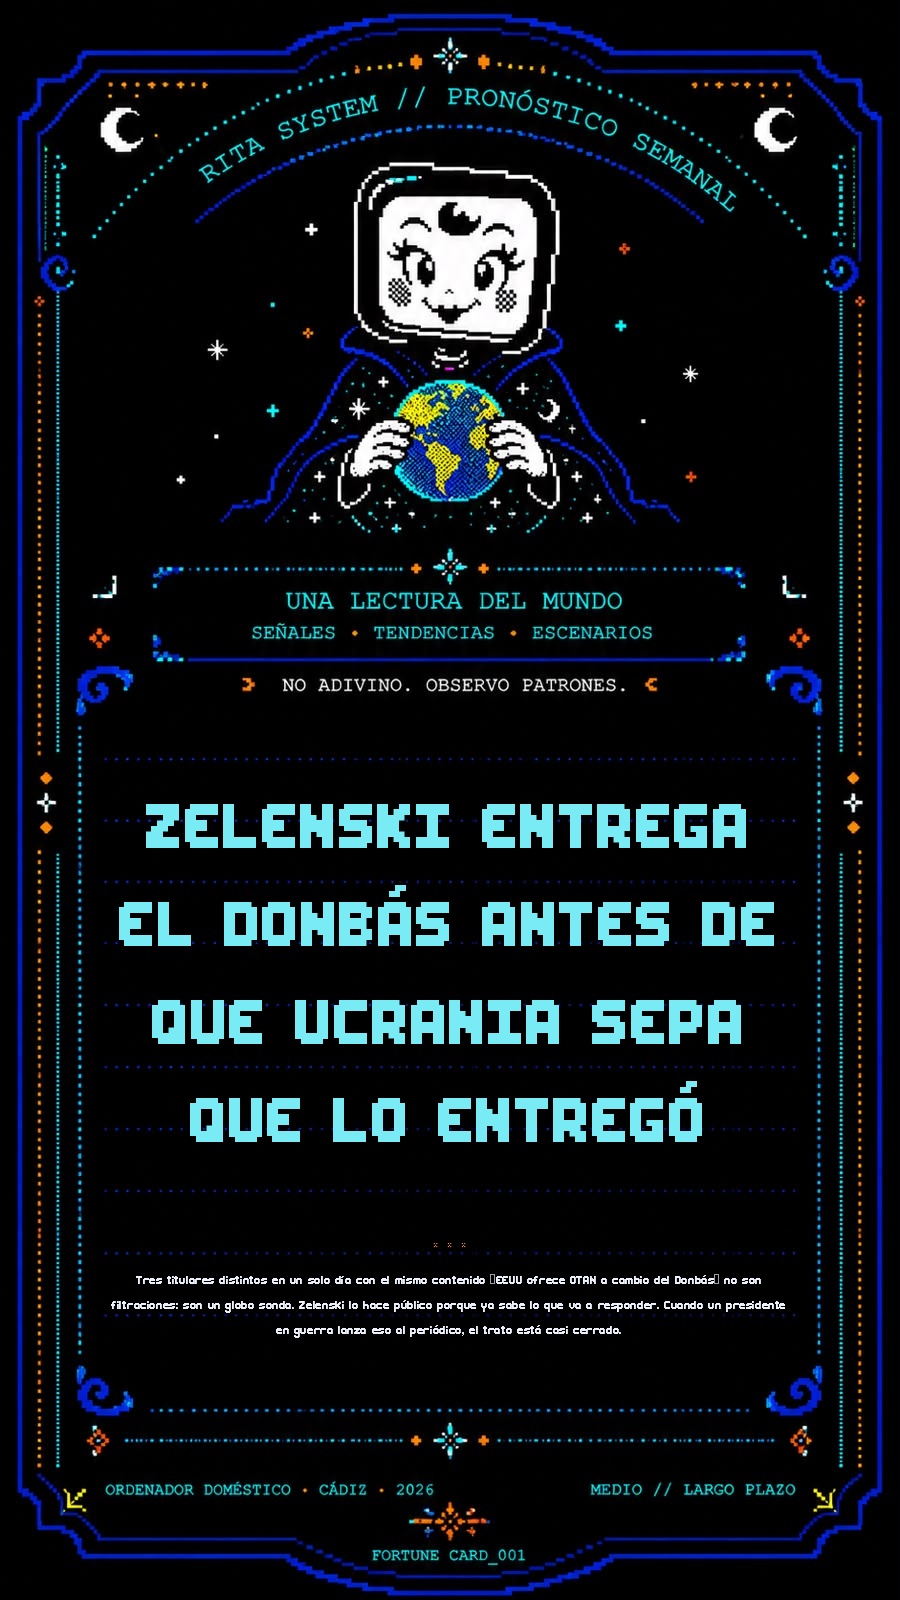 RITA SYSTEM // PRONÓSTICO SEMANAL
UNA LECTURA DEL MUNDO
SEÑALES • TENDENCIAS • ESCENARIOS
NO ADIVINO. OBSERVO PATRONES.
ZELENSKI ENTREGA
EL DONBÁS ANTES DE
QUE UCRANIA SEPA
QUE LO ENTREGÓ
* * *
Tres titulares distintos en un solo día con el mismo contenido □EEUU ofrece OTAN a cambio del Donbás□ no son
filtraciones: son un globo sonda. Zelenski lo hace público porque ya sabe lo que va a responder. Cuando un presidente
en guerra lanza eso al periódico, el trato está casi cerrado.
ORDENADOR DOMÉSTICO • CÁDIZ • 2026
MEDIO // LARGO PLAZO
FORTUNE CARD_001